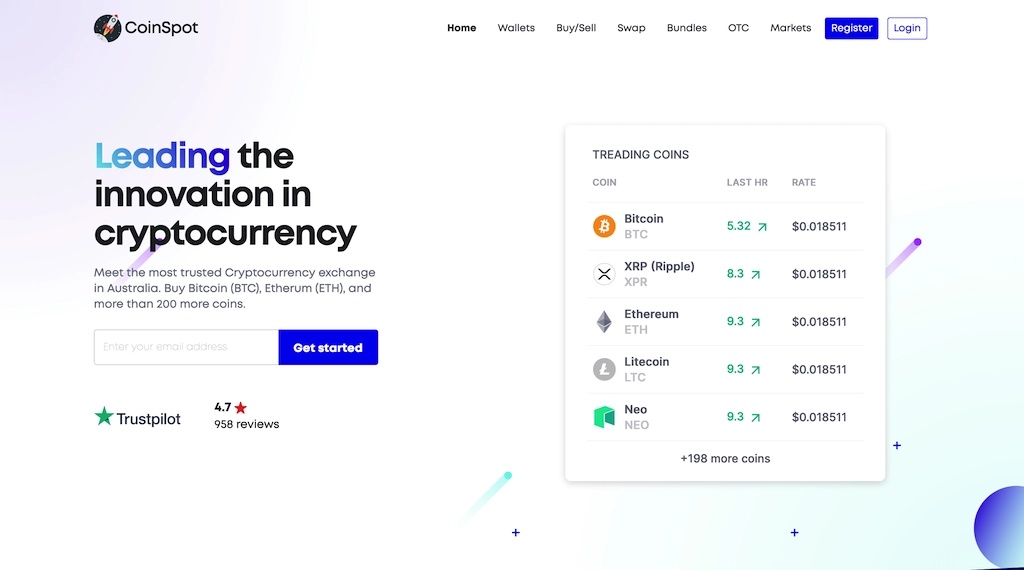 CoinSpot
Home Wallets Buy/Sell Swap Bundles OTC Markets Register Login
Leading the
innovation in
cryptocurrency
Meet the most trusted Cryptocurrency exchange
in Australia. Buy Bitcoin (BTC), Etherum (ETH), and
more than 200 more coins.
Enter your email address Get started
Trustpilot
4.7
958 reviews
TREADING COINS
COIN LAST HR RATE
Bitcoin
BTC
5.32 $0.018511
XRP (Ripple)
XPR
8.3 $0.018511
Ethereum
ETH
9.3 $0.018511
Litecoin
LTC
9.3 $0.018511
Neo
NEO
9.3 $0.018511
+198 more coins